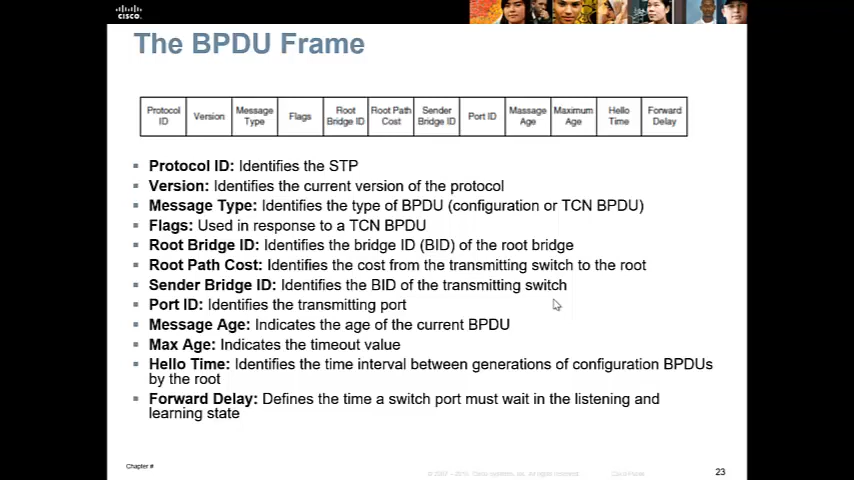 CISCO
The BPDU Frame
Protocol ID
Version
Message Type
Flags
Root Bridge ID
Root Path Cost
Sender Bridge ID
Port ID
Massage Age
Maximum Age
Hello Time
Forward Delay
Protocol ID: Identifies the STP
Version: Identifies the current version of the protocol
Message Type: Identifies the type of BPDU (configuration or TCN BPDU)
Flags: Used in response to a TCN BPDU
Root Bridge ID: Identifies the bridge ID (BID) of the root bridge
Root Path Cost: Identifies the cost from the transmitting switch to the root
Sender Bridge ID: Identifies the BID of the transmitting switch
Port ID: Identifies the transmitting port
Message Age: Indicates the age of the current BPDU
Max Age: Indicates the timeout value
Hello Time: Identifies the time interval between generations of configuration BPDUs
by the root
Forward Delay: Defines the time a switch port must wait in the listening and
learning state
Chapter #
23